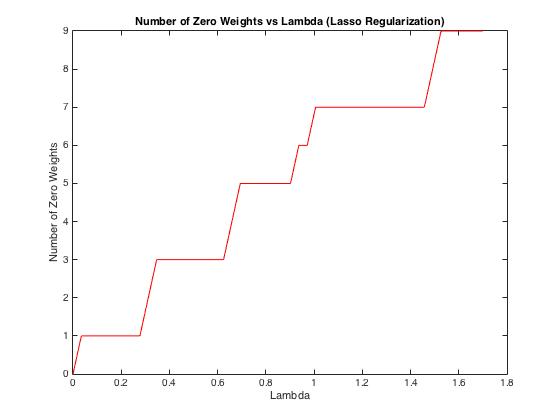 Number of Zero Weights vs Lambda (Lasso Regularization)
Number of Zero Weights
9
8
7
6
5
4
3
2
1
0
0 0.2 0.4 0.6 0.8 1 1.2 1.4 1.6 1.8
Lambda